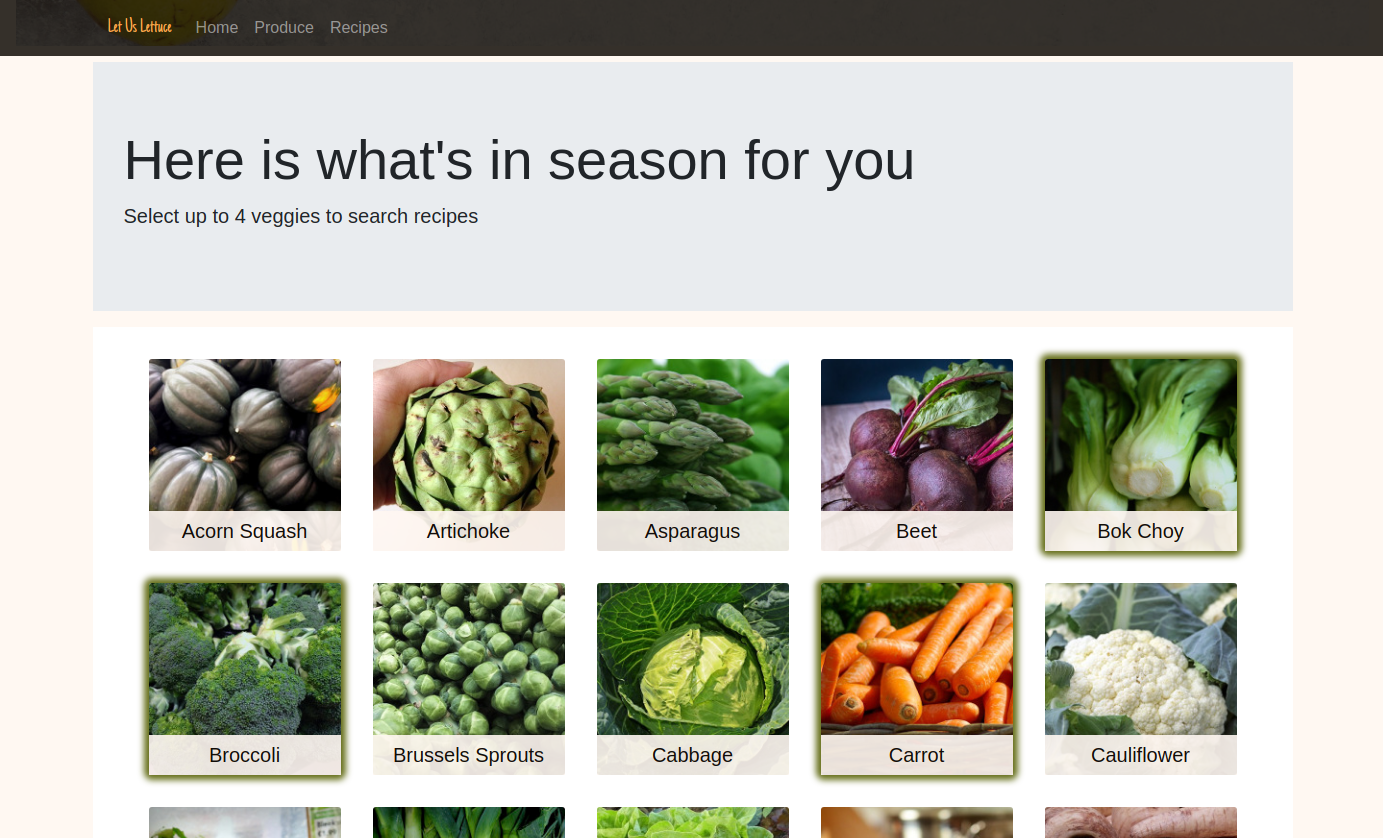 Let Us Lettuce Home Produce Recipes
Here is what's in season for you
Select up to 4 veggies to search recipes
Acorn Squash Artichoke Asparagus Beet Bok Choy
Broccoli Brussels Sprouts Cabbage Carrot Cauliflower